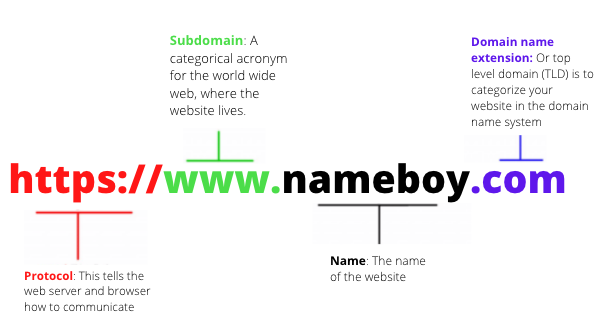 Subdomain: A
categorical acronym
for the world wide
web, where the
website lives.
Domain name
extension: Or top
level domain (TLD) is to
categorize your
website in the domain
name system
https://www.nameboy.com
Protocol: This tells the
web server and browser
how to communicate
Name: The name
of the website